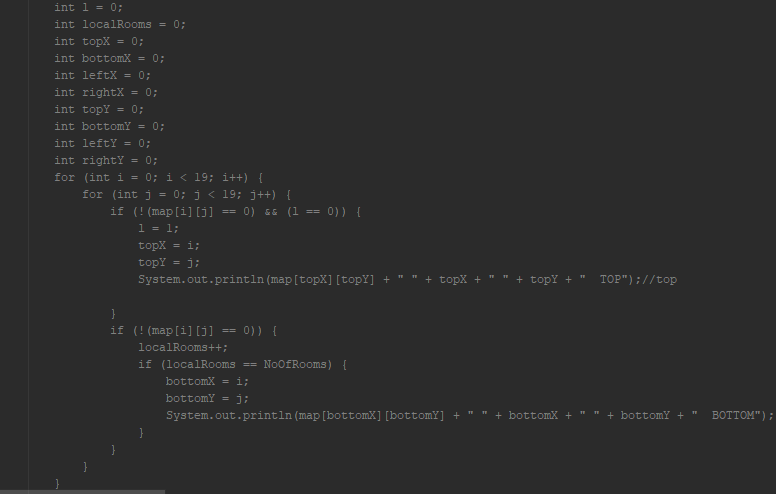 int l = 0;
int localRooms = 0;
int topX = 0;
int bottomX = 0;
int leftX = 0;
int rightX = 0;
int topY = 0;
int bottomY = 0;
int leftY = 0;
int rightY = 0;
for (int i = 0; i < 19; i++) {
for (int j = 0; j < 19; j++) {
if (!(map[i][j] == 0) && (l == 0)) {
l = 1;
topX = i;
topY = j;
System.out.println(map[topX][topY] + " " + topX + " " + topY + "  TOP");//top
}
if (!(map[i][j] == 0)) {
localRooms++;
if (localRooms == NoOfRooms) {
bottomX = i;
bottomY = j;
System.out.println(map[bottomX][bottomY] + " " + bottomX + " " + bottomY + "  BOTTOM");
}
}
}
}